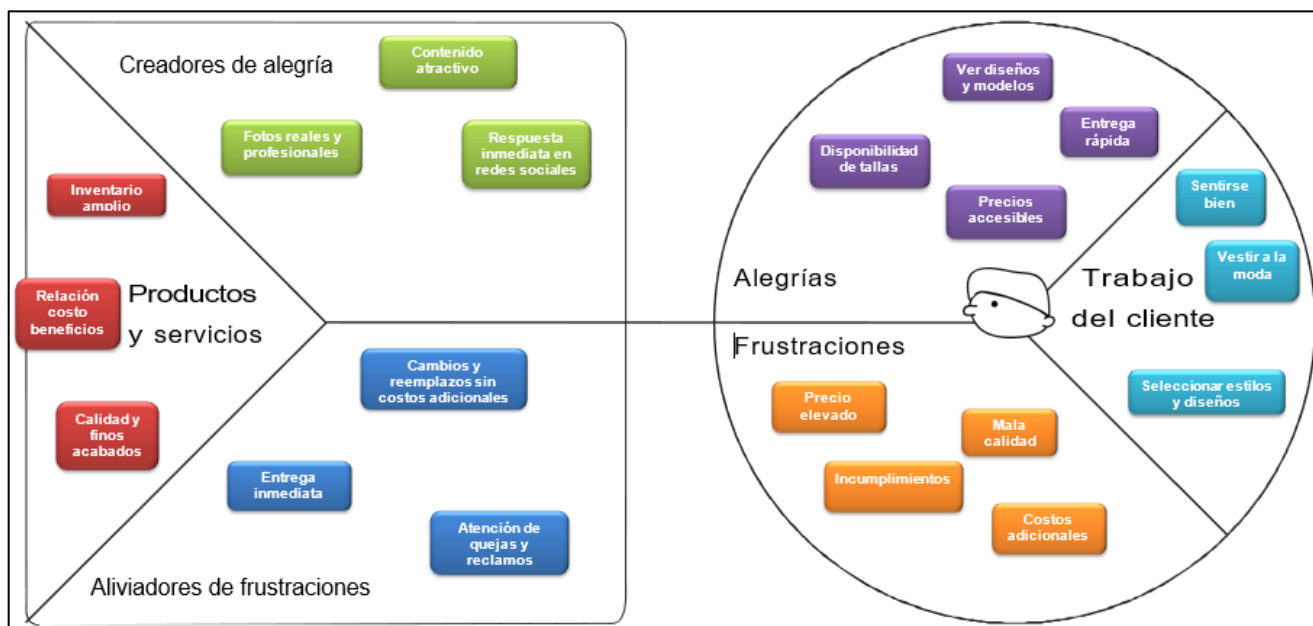 Creadores de alegría
Contenido
atractivo
Fotos reales y
profesionales
Respuesta
inmediata en
redes sociales
Inventario
amplio
Relación
costo
beneficios
Productos
y servicios
Calidad y
finos
acabados
Cambios y
reemplazos sin
costos adicionales
Entrega
inmediata
Atención de
quejas y
reclamos
Aliviadores de frustraciones
Ver diseños
y modelos
Entrega
rápida
Disponibilidad
de tallas
Precios
accesibles
Alegrías
Sentirse
bien
Vestir a la
moda
Trabajo
del cliente
Seleccionar estilos
y diseños
Frustraciones
Precio
elevado
Mala
calidad
Incumplimientos
Costos
adicionales